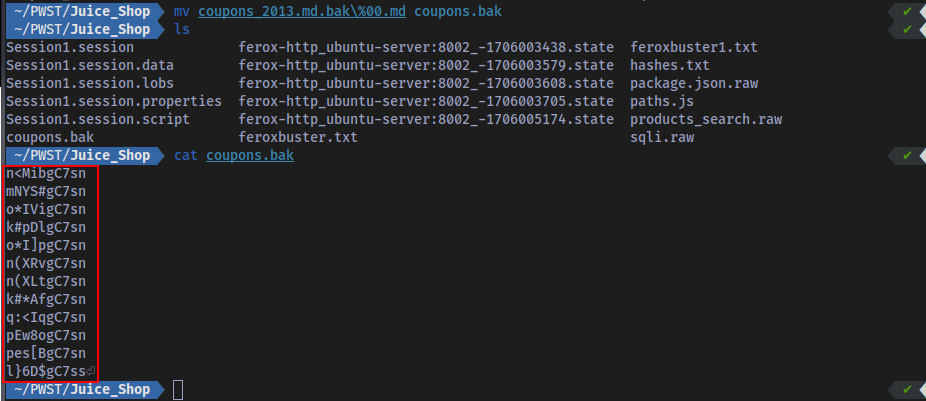 ~/PWST/Juice_Shop mv coupons_2013.md.bak\%00.md coupons.bak ✔
~/PWST/Juice_Shop ls ✔
Session1.session ferox-http_ubuntu-server:8002_-1706003438.state feroxbuster1.txt
Session1.session.data ferox-http_ubuntu-server:8002_-1706003579.state hashes.txt
Session1.session.lobs ferox-http_ubuntu-server:8002_-1706003608.state package.json.raw
Session1.session.properties ferox-http_ubuntu-server:8002_-1706003705.state paths.js
Session1.session.script ferox-http_ubuntu-server:8002_-1706005174.state products_search.raw
coupons.bak feroxbuster.txt sqli.raw
~/PWST/Juice_Shop cat coupons.bak ✔
n<MibgC7sn
mNYS#gC7sn
o*IVigC7sn
k#pDlgC7sn
o*I]pgC7sn
n(XRvgC7sn
n(XLtgC7sn
k#*AfgC7sn
q:<IqgC7sn
pEw8ogC7sn
pes[BgC7sn
l}6D$gC7ss⏎
~/PWST/Juice_Shop ✔